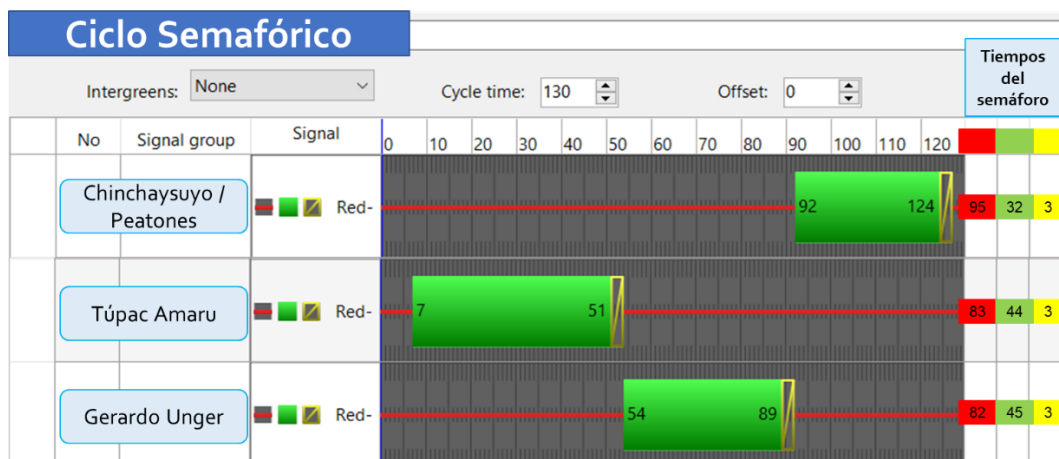 Ciclo Semafórico
Tiempos
del
semáforo
Intergreens: None Cycle time: 130 Offset: 0
No Signal group Signal 0 10 20 30 40 50 60 70 80 90 100 110 120
Chinchaysuyo /
Peatones
Red- 92 124 95 32 3
Túpac Amaru Red- 7 51 83 44 3
Gerardo Unger Red- 54 89 82 45 3